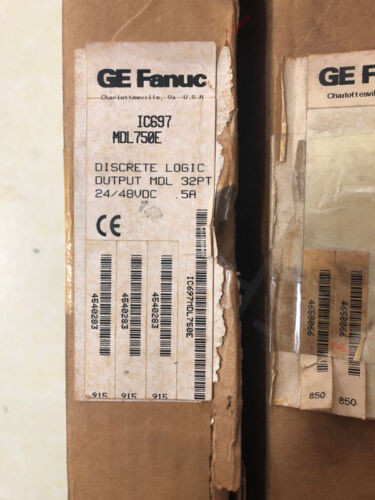 GE Fanuc
Charlottesville, Va U.S.A
IC697
MDL750E
DISCRETE LOGIC
OUTPUT MDL 32PT
24/48VDC .5A
CE
4540283
4540283
4540283
IC697MDL750E
915
915
915
GE F
Charlottesv
4658066
4658066
850
850